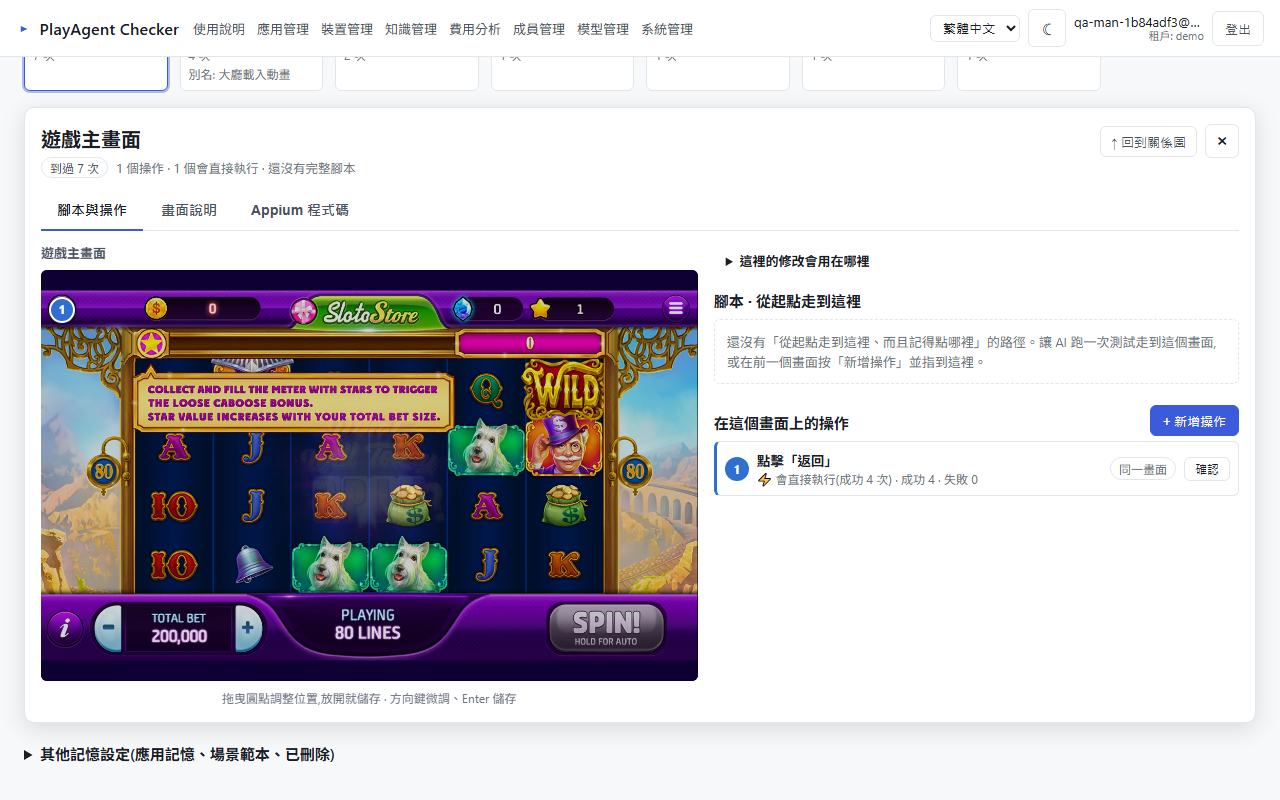 PlayAgent Checker
使用說明 應用管理 裝置管理 知識管理 費用分析 成員管理 模型管理 系統管理
繁體中文
qa-man-1b84adf3@...
租戶: demo
登出
別名: 大廳載入動畫
遊戲主畫面
到過 7 次 1 個操作 · 1 個會直接執行 · 還沒有完整腳本
↑ 回到關係圖
×
腳本與操作 畫面說明 Appium 程式碼
遊戲主畫面
1
0
SlotoStore
0
1
0
COLLECT AND FILL THE METER WITH STARS TO TRIGGER
THE LOOSE CABOOSE BONUS.
STAR VALUE INCREASES WITH YOUR TOTAL BET SIZE.
Q
WILD
A J A K
80
80
10 J K A
10 J K
i
TOTAL BET
200,000
PLAYING
80 LINES
SPIN!
HOLD FOR AUTO
拖曳圓點調整位置,放開就儲存 · 方向鍵微調、Enter 儲存
這裡的修改會用在哪裡
腳本 · 從起點走到這裡
還沒有「從起點走到這裡、而且記得點哪裡」的路徑。讓 AI 跑一次測試走到這個畫面,
或在前一個畫面按「新增操作」並指到這裡。
在這個畫面上的操作
+ 新增操作
1
點擊「返回」
⚡ 會直接執行(成功 4 次) · 成功 4 · 失敗 0
同一畫面
確認
其他記憶設定(應用記憶、場景範本、已刪除)